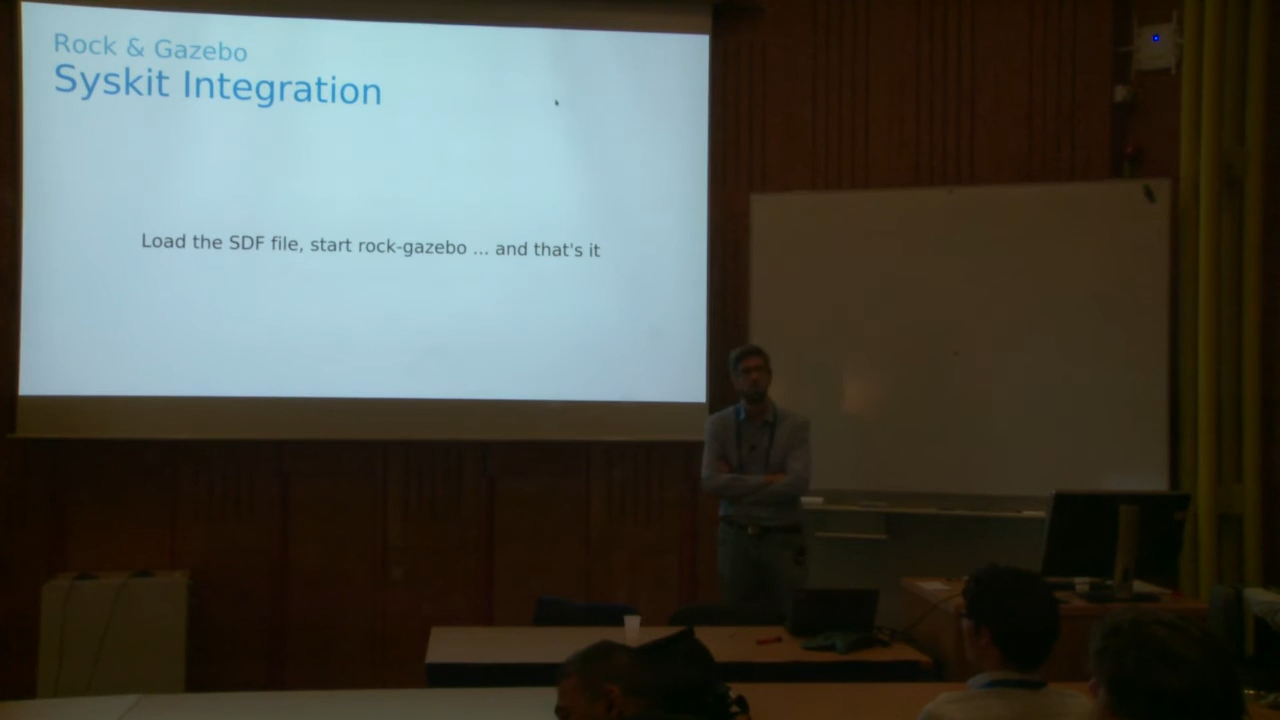 Rock & Gazebo
Syskit Integration
Load the SDF file, start rock-gazebo ... and that's it